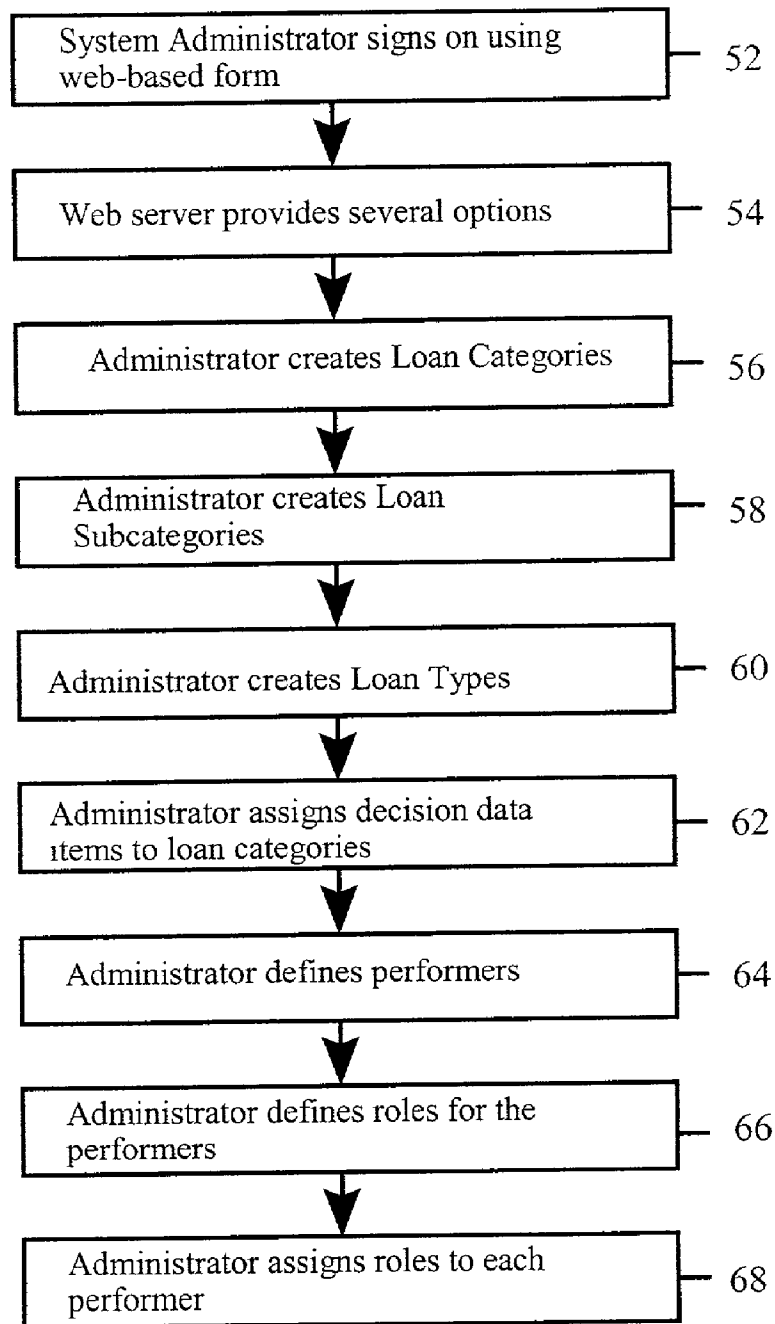 System Administrator signs on using
web-based form
52
Web server provides several options
54
Administrator creates Loan Categories
56
Administrator creates Loan
Subcategories
58
Administrator creates Loan Types
60
Administrator assigns decision data
items to loan categories
62
Administrator defines performers
64
Administrator defines roles for the
performers
66
Administrator assigns roles to each
performer
68